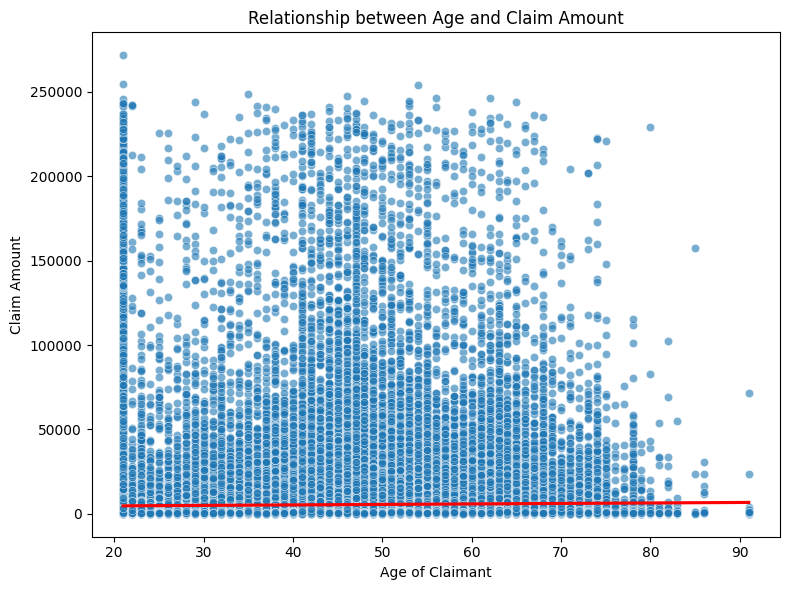 Relationship between Age and Claim Amount
Claim Amount
250000
200000
150000
100000
50000
0
20 30 40 50 60 70 80 90
Age of Claimant